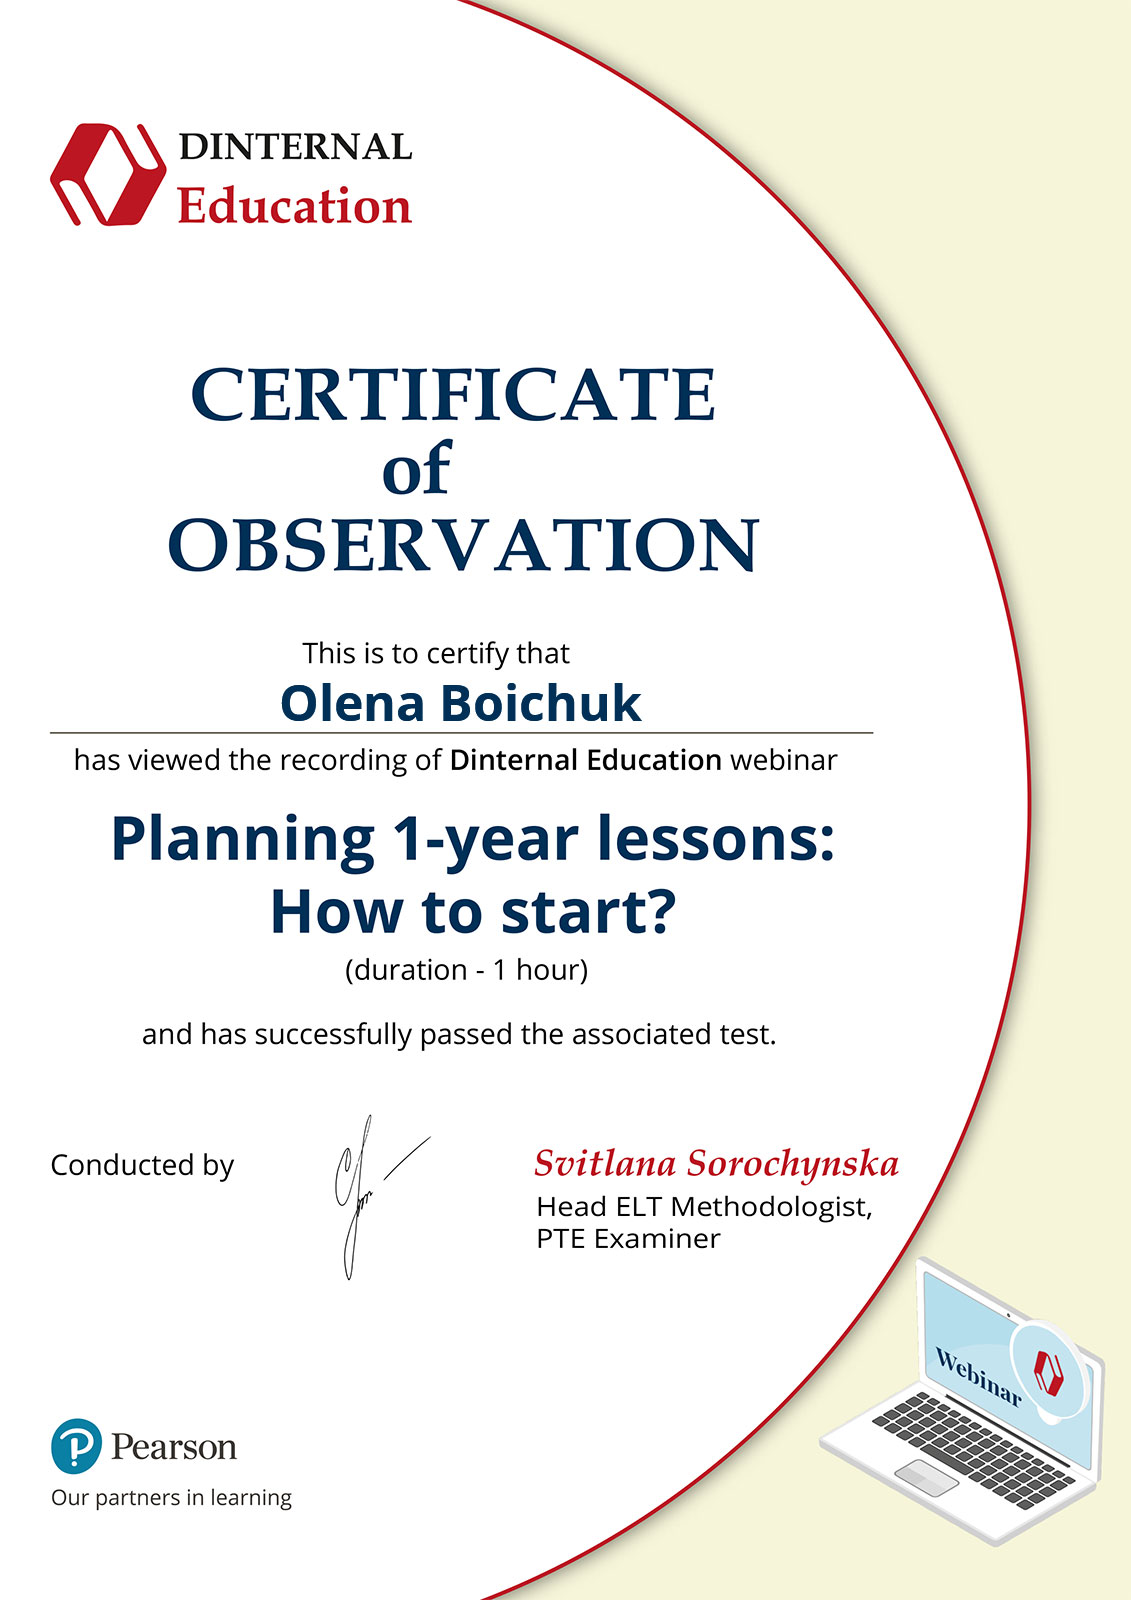 DINTERNAL
Education
CERTIFICATE
of
OBSERVATION
This is to certify that
Olena Boichuk
has viewed the recording of Dinternal Education webinar
Planning 1-year lessons:
How to start?
(duration - 1 hour)
and has successfully passed the associated test.
Conducted by
Svitlana Sorochynska
Head ELT Methodologist,
PTE Examiner
Webinar
Pearson
Our partners in learning